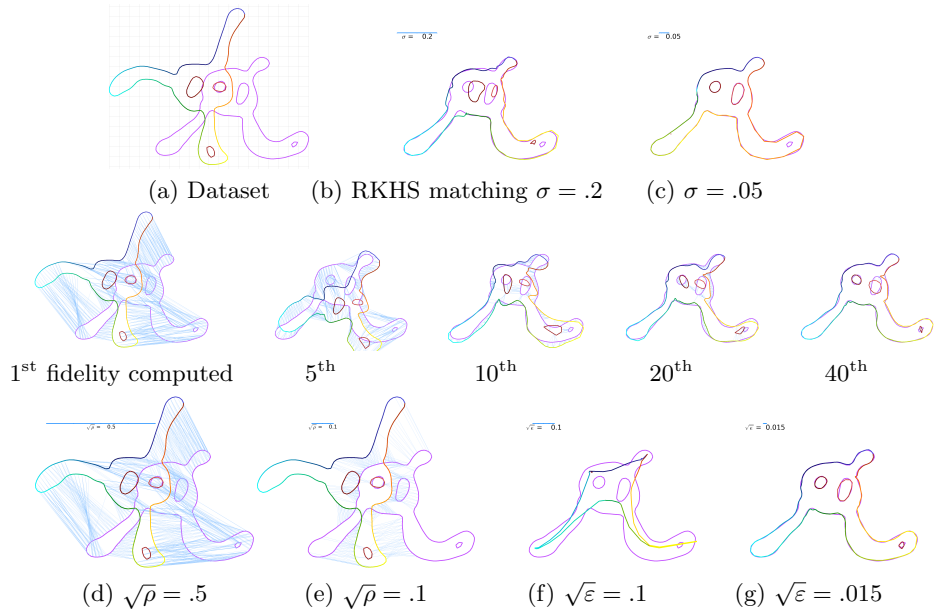 σ = 0.2
σ = 0.05
(a) Dataset (b) RKHS matching σ = .2 (c) σ = .05
1st fidelity computed 5th 10th 20th 40th
√ρ = 0.5
√ρ = 0.1
√ε = 0.1
√ε = 0.015
(d) √ρ = .5 (e) √ρ = .1 (f) √ε = .1 (g) √ε = .015